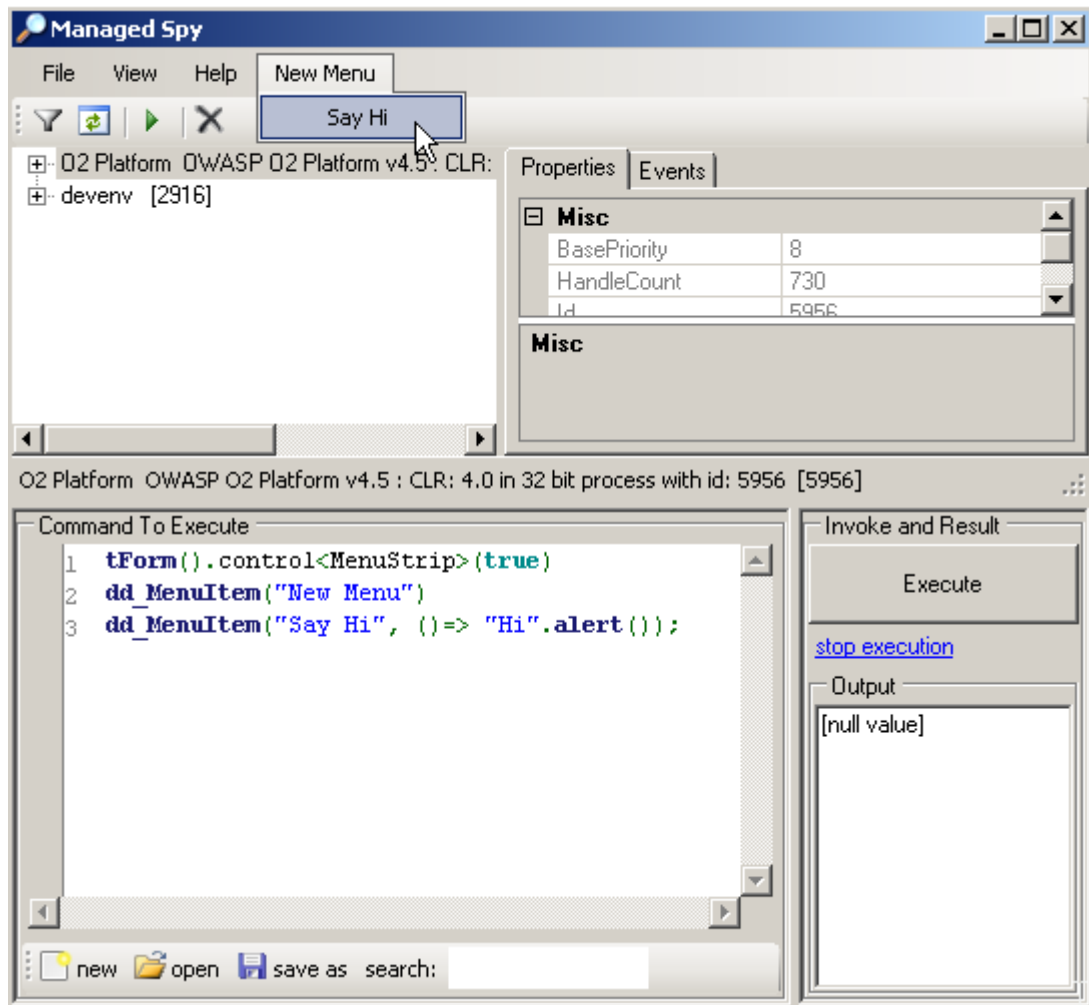 Managed Spy
File View Help New Menu
Say Hi
O2 Platform OWASP O2 Platform v4.5 : CLR:
devenv [2916]
Properties Events
Misc
BasePriority 8
HandleCount 730
Id 5956
Misc
O2 Platform OWASP O2 Platform v4.5 : CLR: 4.0 in 32 bit process with id: 5956 [5956]
Command To Execute
1 tForm().control<MenuStrip>(true)
2 dd_MenuItem("New Menu")
3 dd_MenuItem("Say Hi", ()=> "Hi".alert());
new open save as search:
Invoke and Result
Execute
stop execution
Output
[null value]